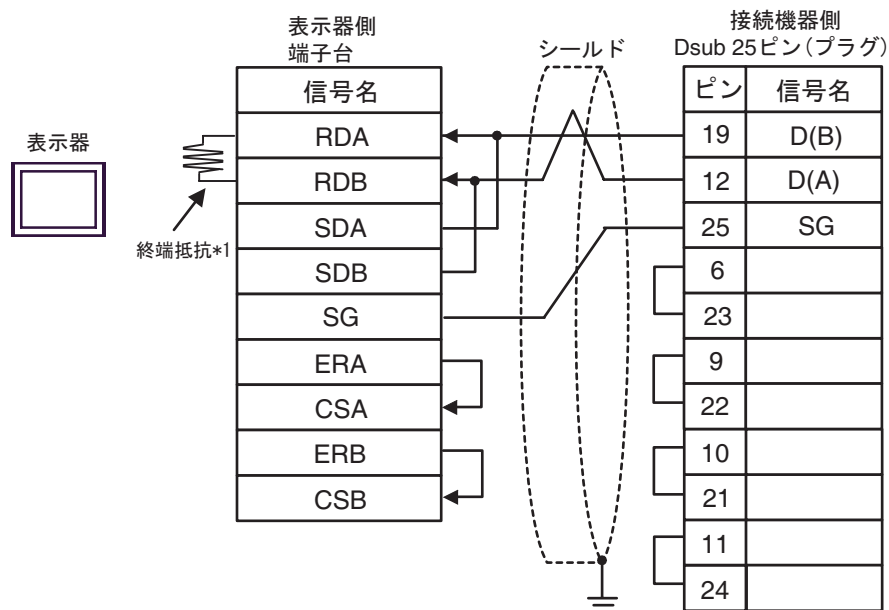 表示器
終端抵抗*1
表示器側
端子台
信号名
RDA
RDB
SDA
SDB
SG
ERA
CSA
ERB
CSB
シールド
接続機器側
Dsub 25ピン(プラグ)
ピン 信号名
19 D(B)
12 D(A)
25 SG
6
23
9
22
10
21
11
24